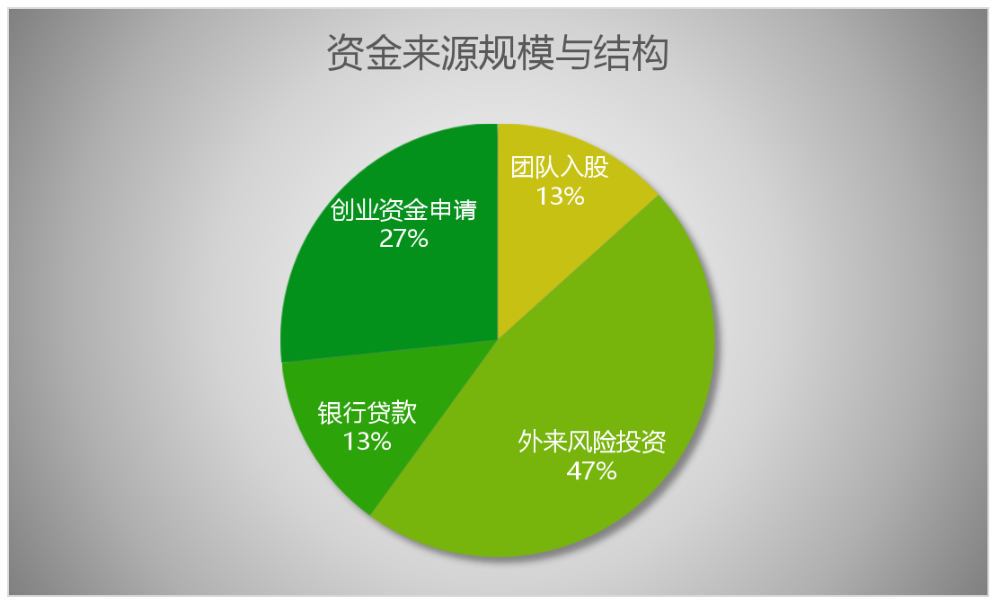 资金来源规模与结构
团队入股
13%
创业资金申请
27%
银行贷款
13%
外来风险投资
47%